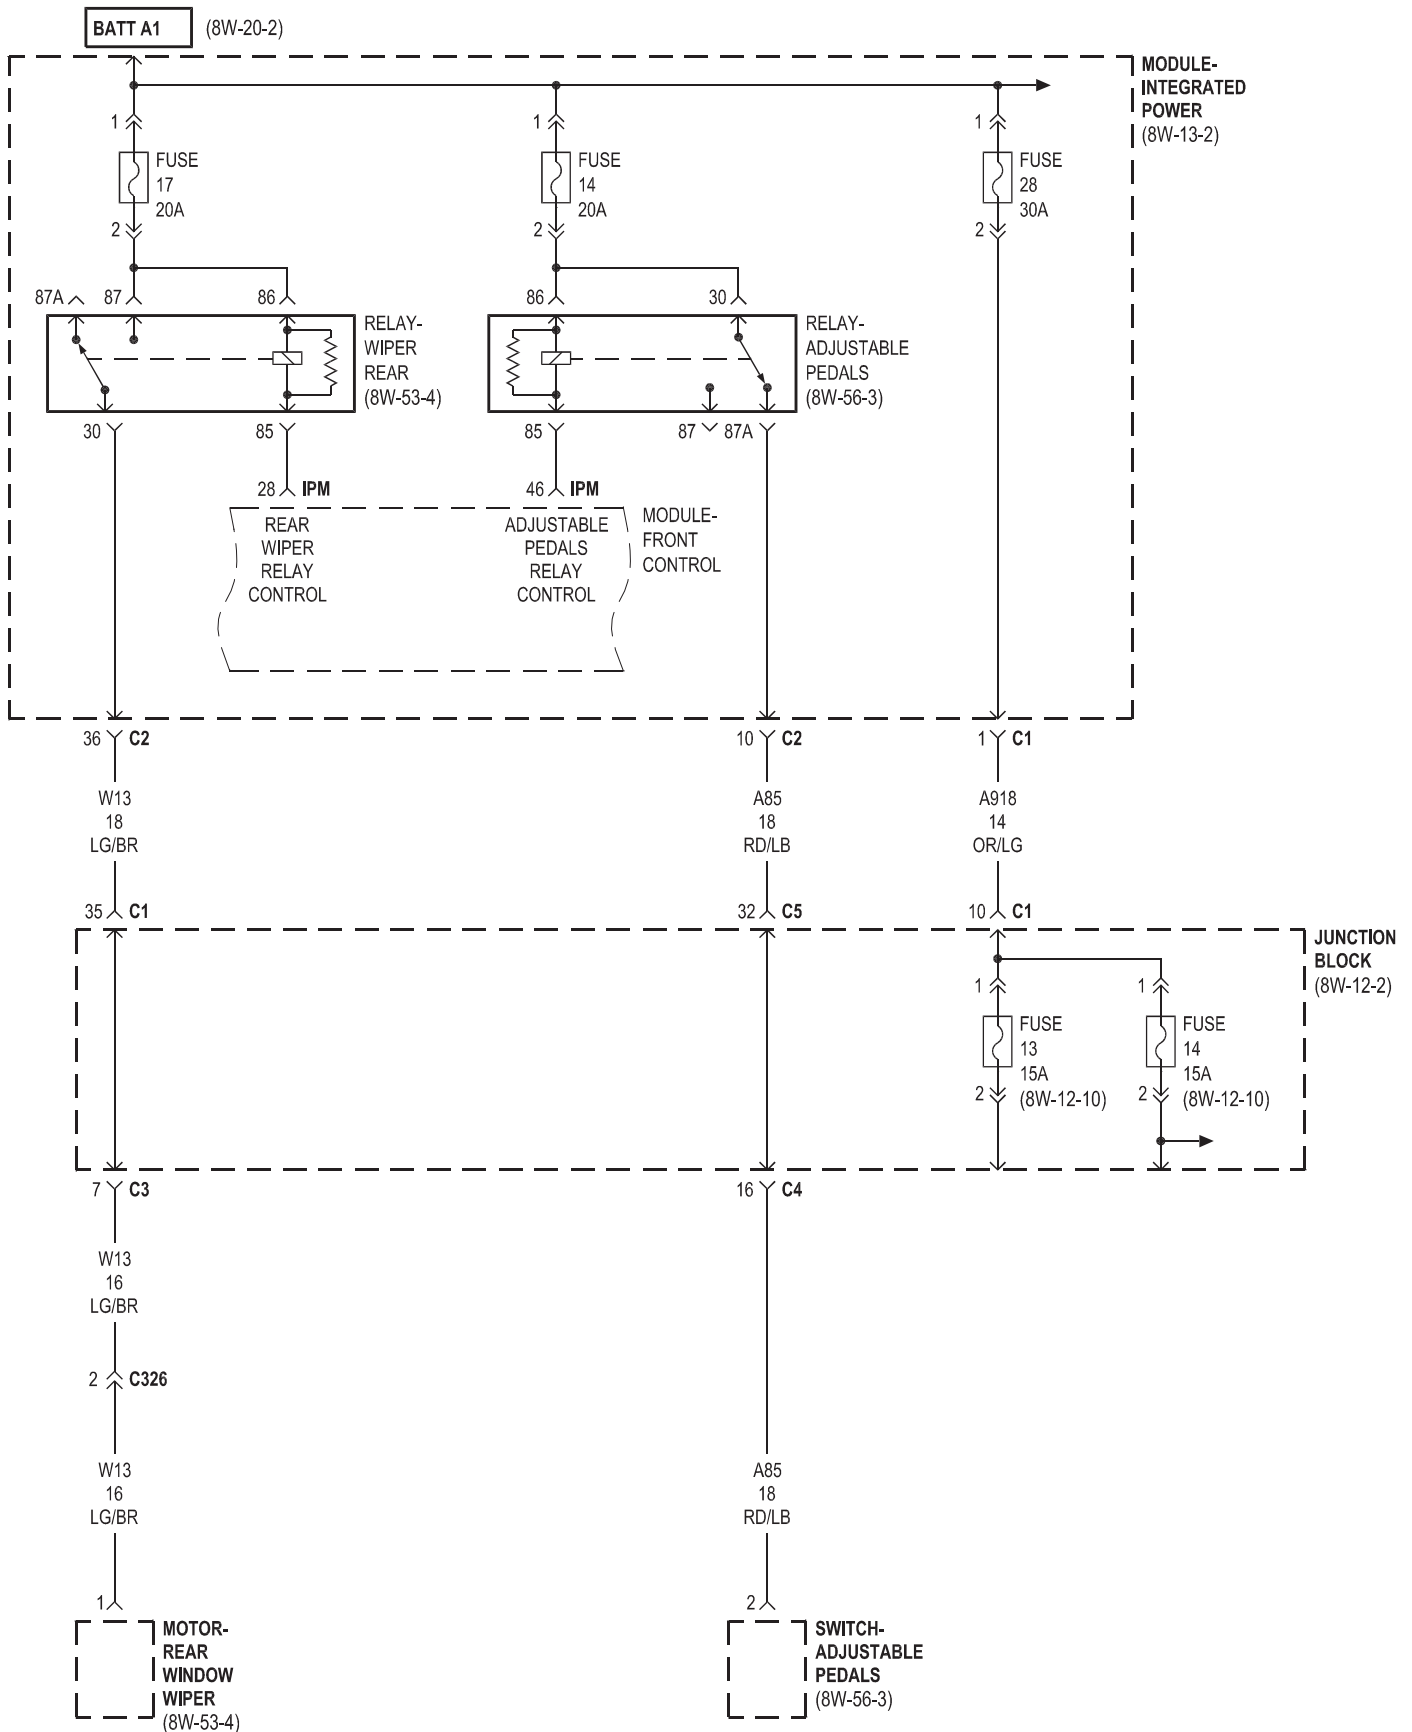 BATT A1 (8W-20-2)
MODULE-
INTEGRATED
POWER
(8W-13-2)
1 1 1
FUSE
17
20A
FUSE
14
20A
FUSE
28
30A
2 2 2
87A 87 86 86 30
RELAY-
WIPER
REAR
(8W-53-4)
RELAY-
ADJUSTABLE
PEDALS
(8W-56-3)
30 85 85 87 87A
28 IPM 46 IPM
REAR
WIPER
RELAY
CONTROL
ADJUSTABLE
PEDALS
RELAY
CONTROL
MODULE-
FRONT
CONTROL
36 C2 10 C2 1 C1
W13
18
LG/BR
A85
18
RD/LB
A918
14
OR/LG
35 C1 32 C5 10 C1
JUNCTION
BLOCK
(8W-12-2)
1 1
FUSE
13
15A
(8W-12-10)
FUSE
14
15A
(8W-12-10)
2 2
7 C3 16 C4
W13
16
LG/BR
2 C326
W13
16
LG/BR
A85
18
RD/LB
1 2
MOTOR-
REAR
WINDOW
WIPER
(8W-53-4)
SWITCH-
ADJUSTABLE
PEDALS
(8W-56-3)